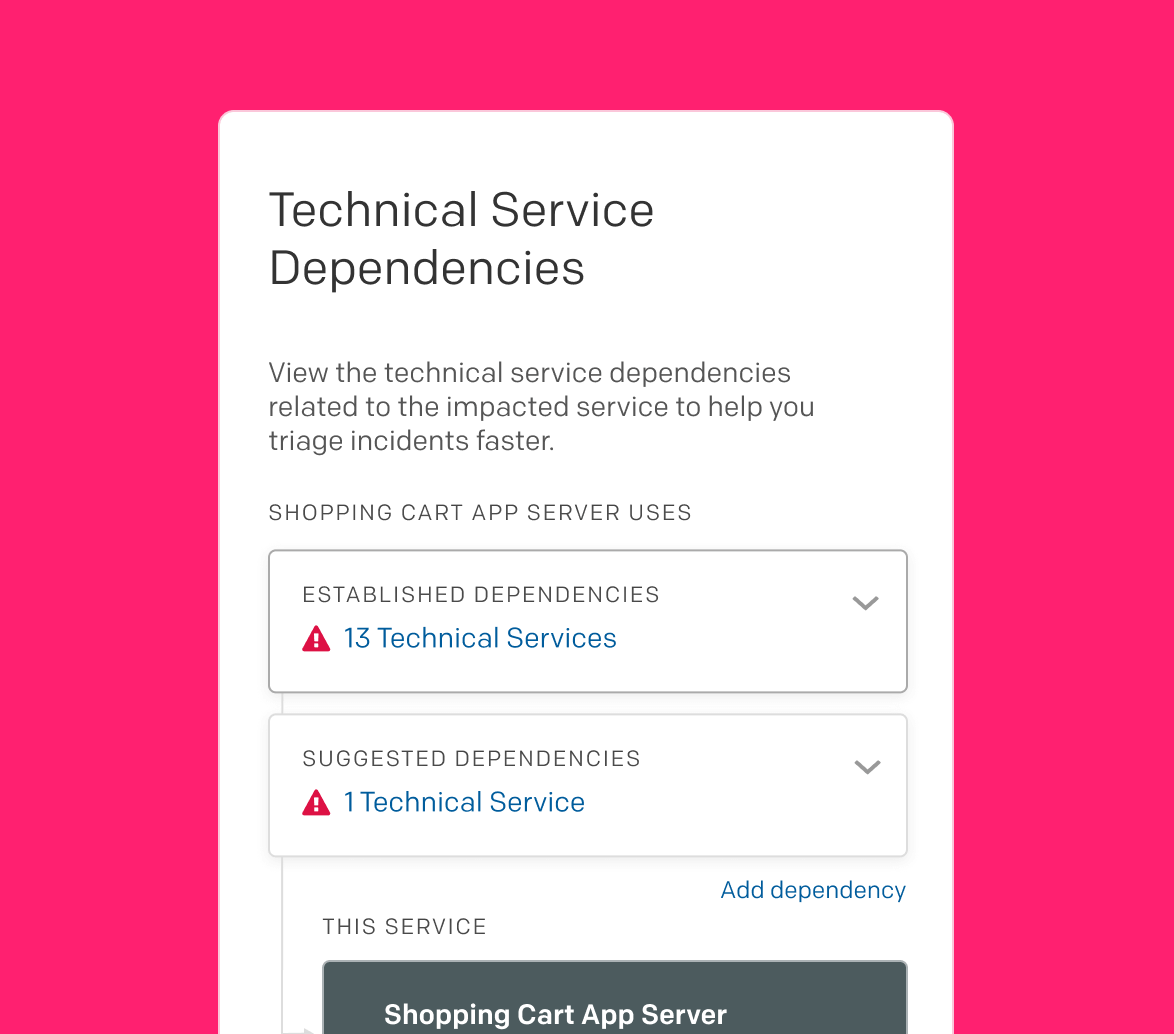 Technical Service
Dependencies
View the technical service dependencies
related to the impacted service to help you
triage incidents faster.
SHOPPING CART APP SERVER USES
ESTABLISHED DEPENDENCIES
13 Technical Services
SUGGESTED DEPENDENCIES
1 Technical Service
Add dependency
THIS SERVICE
Shopping Cart App Server